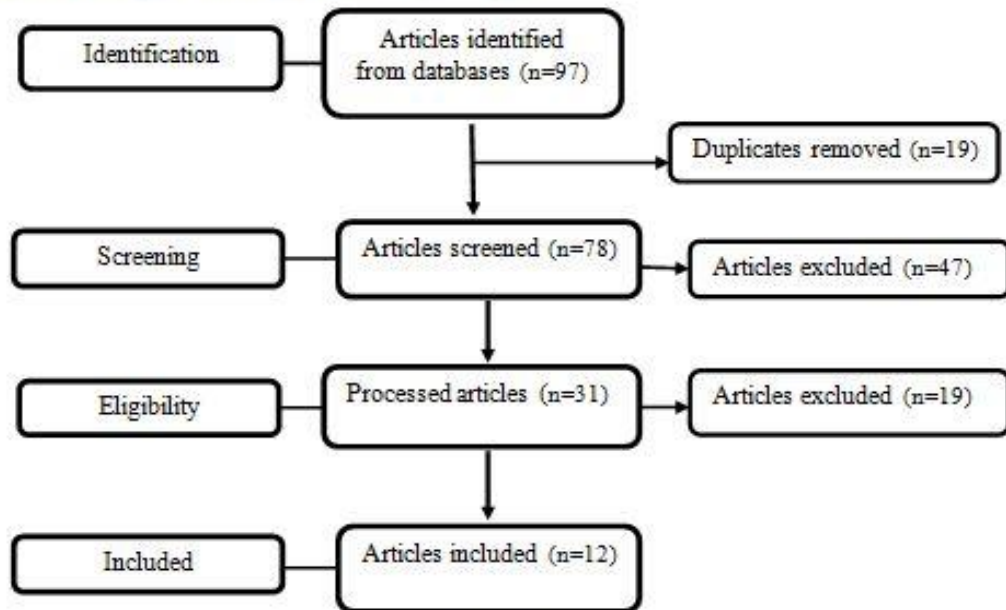 Identification
Articles identified
from databases (n=97)
Duplicates removed (n=19)
Screening
Articles screened (n=78)
Articles excluded (n=47)
Eligibility
Processed articles (n=31)
Articles excluded (n=19)
Included
Articles included (n=12)